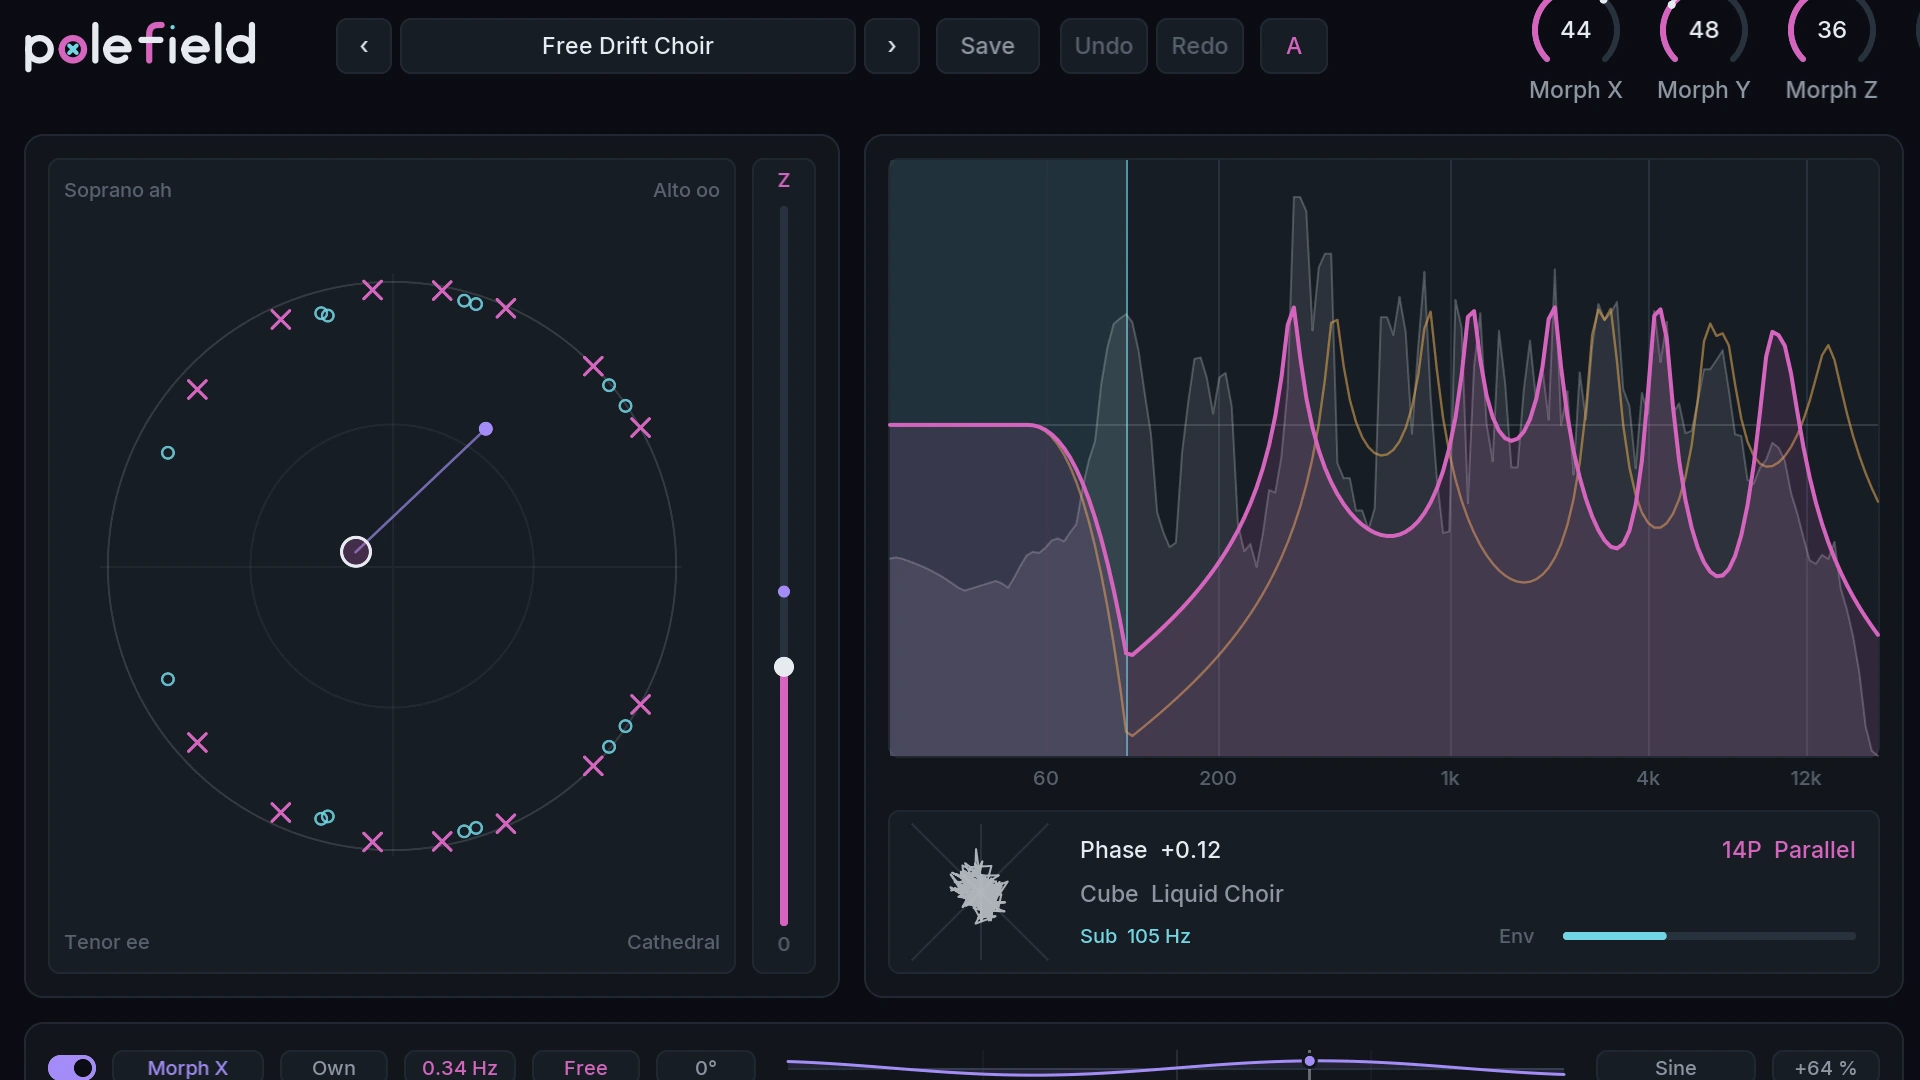 polefield
‹ Free Drift Choir › Save Undo Redo A
44 48 36
Morph X Morph Y Morph Z
Soprano ah Alto oo
Z
Tenor ee Cathedral
0
60 200 1k 4k 12k
Phase +0.12 14P Parallel
Cube Liquid Choir
Sub 105 Hz Env
Morph X Own 0.34 Hz Free 0° Sine +64 %